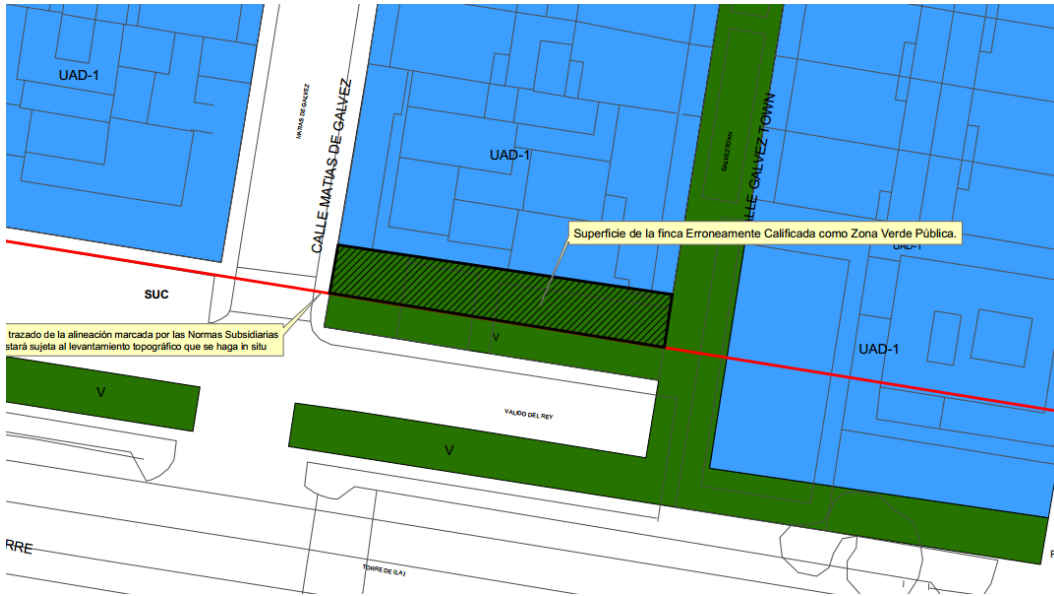 UAD-1
MATIAS DE GALVEZ
CALLE MATIAS DE GALVEZ
UAD-1
GALVEZTOWN
LLE GALVEZ TOWN
Superficie de la finca Erroneamente Calificada como Zona Verde Pública.
UAD-1
SUC
trazado de la alineación marcada por las Normas Subsidiarias
stará sujeta al levantamiento topográfico que se haga in situ
V
UAD-1
V
VALIDO DEL REY
V
RRE
TORRE DE (LA)